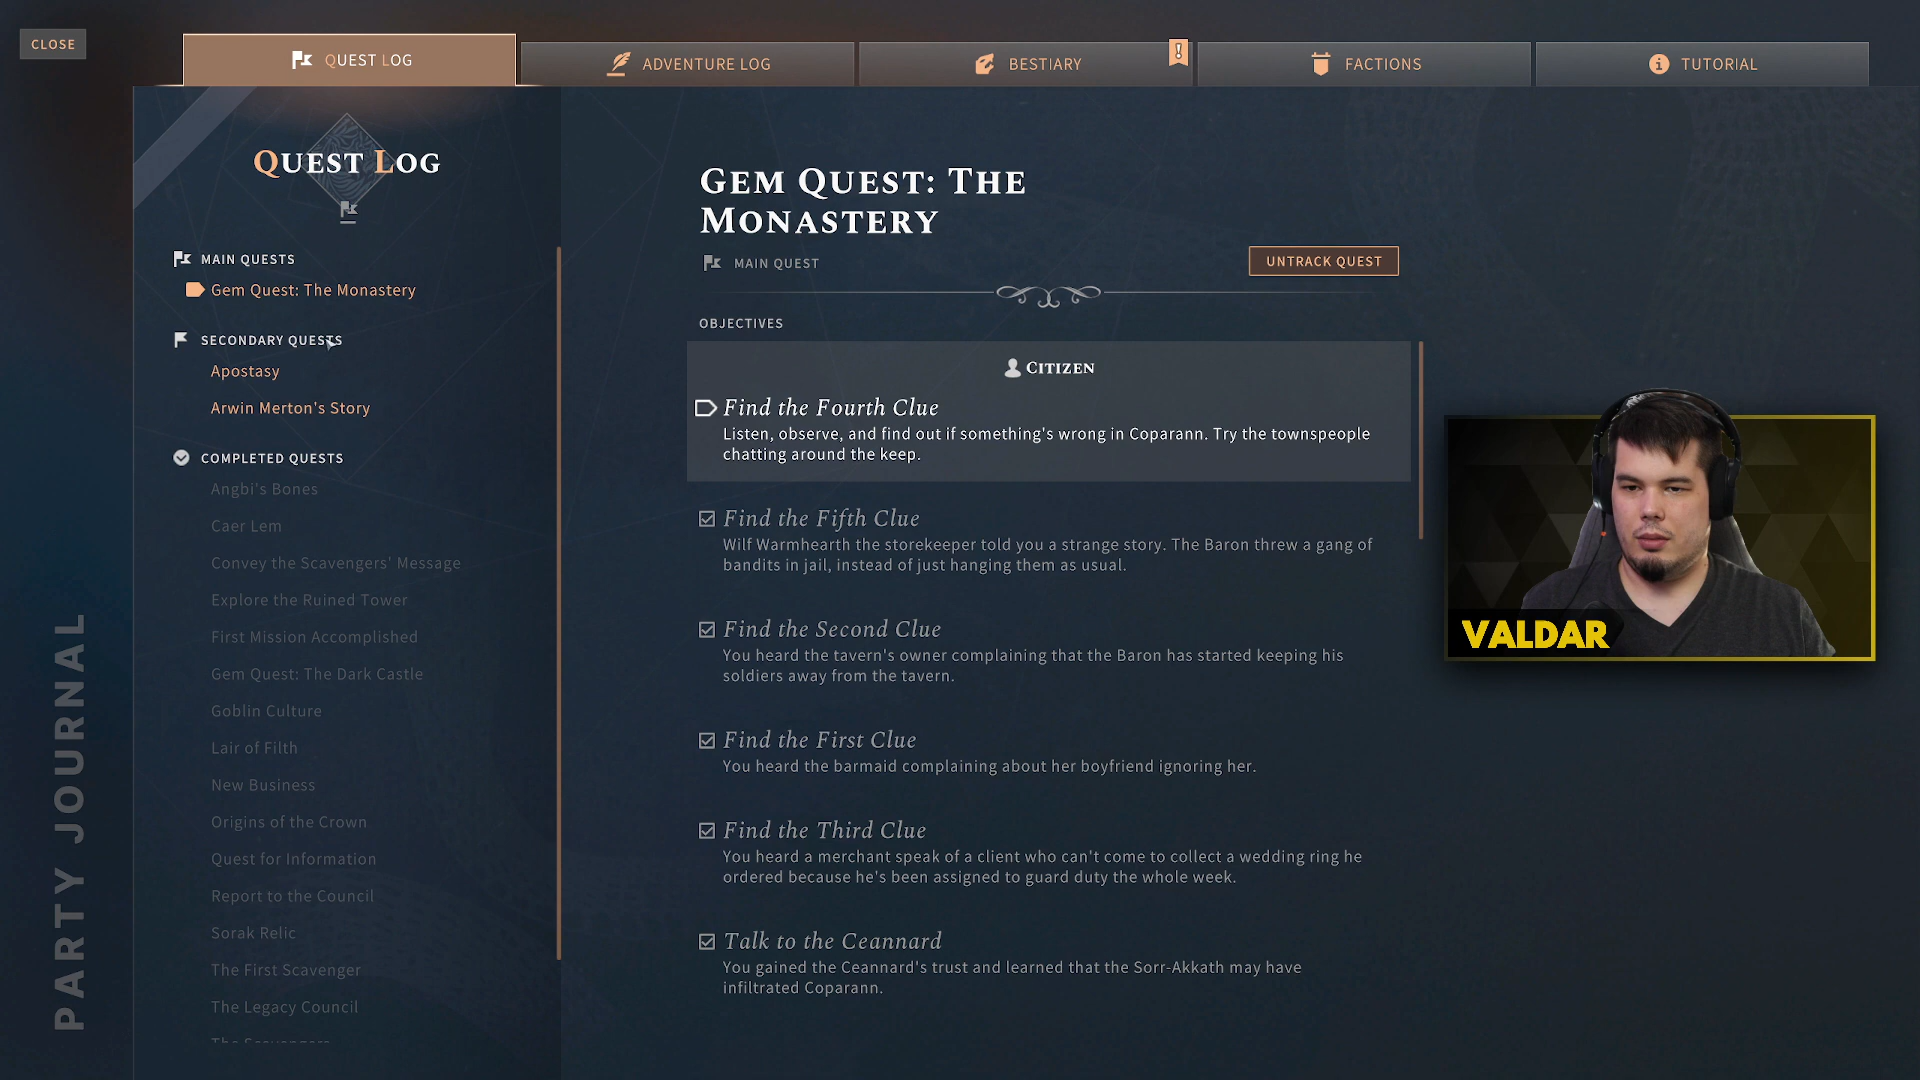 CLOSE
QUEST LOG
ADVENTURE LOG
BESTIARY
FACTIONS
TUTORIAL
QUEST LOG
MAIN QUESTS
Gem Quest: The Monastery
SECONDARY QUESTS
Apostasy
Arwin Merton's Story
COMPLETED QUESTS
Angbi's Bones
Caer Lem
Convey the Scavengers' Message
Explore the Ruined Tower
First Mission Accomplished
Gem Quest: The Dark Castle
Goblin Culture
Lair of Filth
New Business
Origins of the Crown
Quest for Information
Report to the Council
Sorak Relic
The First Scavenger
The Legacy Council
The Scavengers
PARTY JOURNAL
GEM QUEST: THE
MONASTERY
MAIN QUEST
UNTRACK QUEST
OBJECTIVES
CITIZEN
Find the Fourth Clue
Listen, observe, and find out if something's wrong in Coparann. Try the townspeople
chatting around the keep.
Find the Fifth Clue
Wilf Warmhearth the storekeeper told you a strange story. The Baron threw a gang of
bandits in jail, instead of just hanging them as usual.
Find the Second Clue
You heard the tavern's owner complaining that the Baron has started keeping his
soldiers away from the tavern.
Find the First Clue
You heard the barmaid complaining about her boyfriend ignoring her.
Find the Third Clue
You heard a merchant speak of a client who can't come to collect a wedding ring he
ordered because he's been assigned to guard duty the whole week.
Talk to the Ceannard
You gained the Ceannard's trust and learned that the Sorr-Akkath may have
infiltrated Coparann.
VALDAR